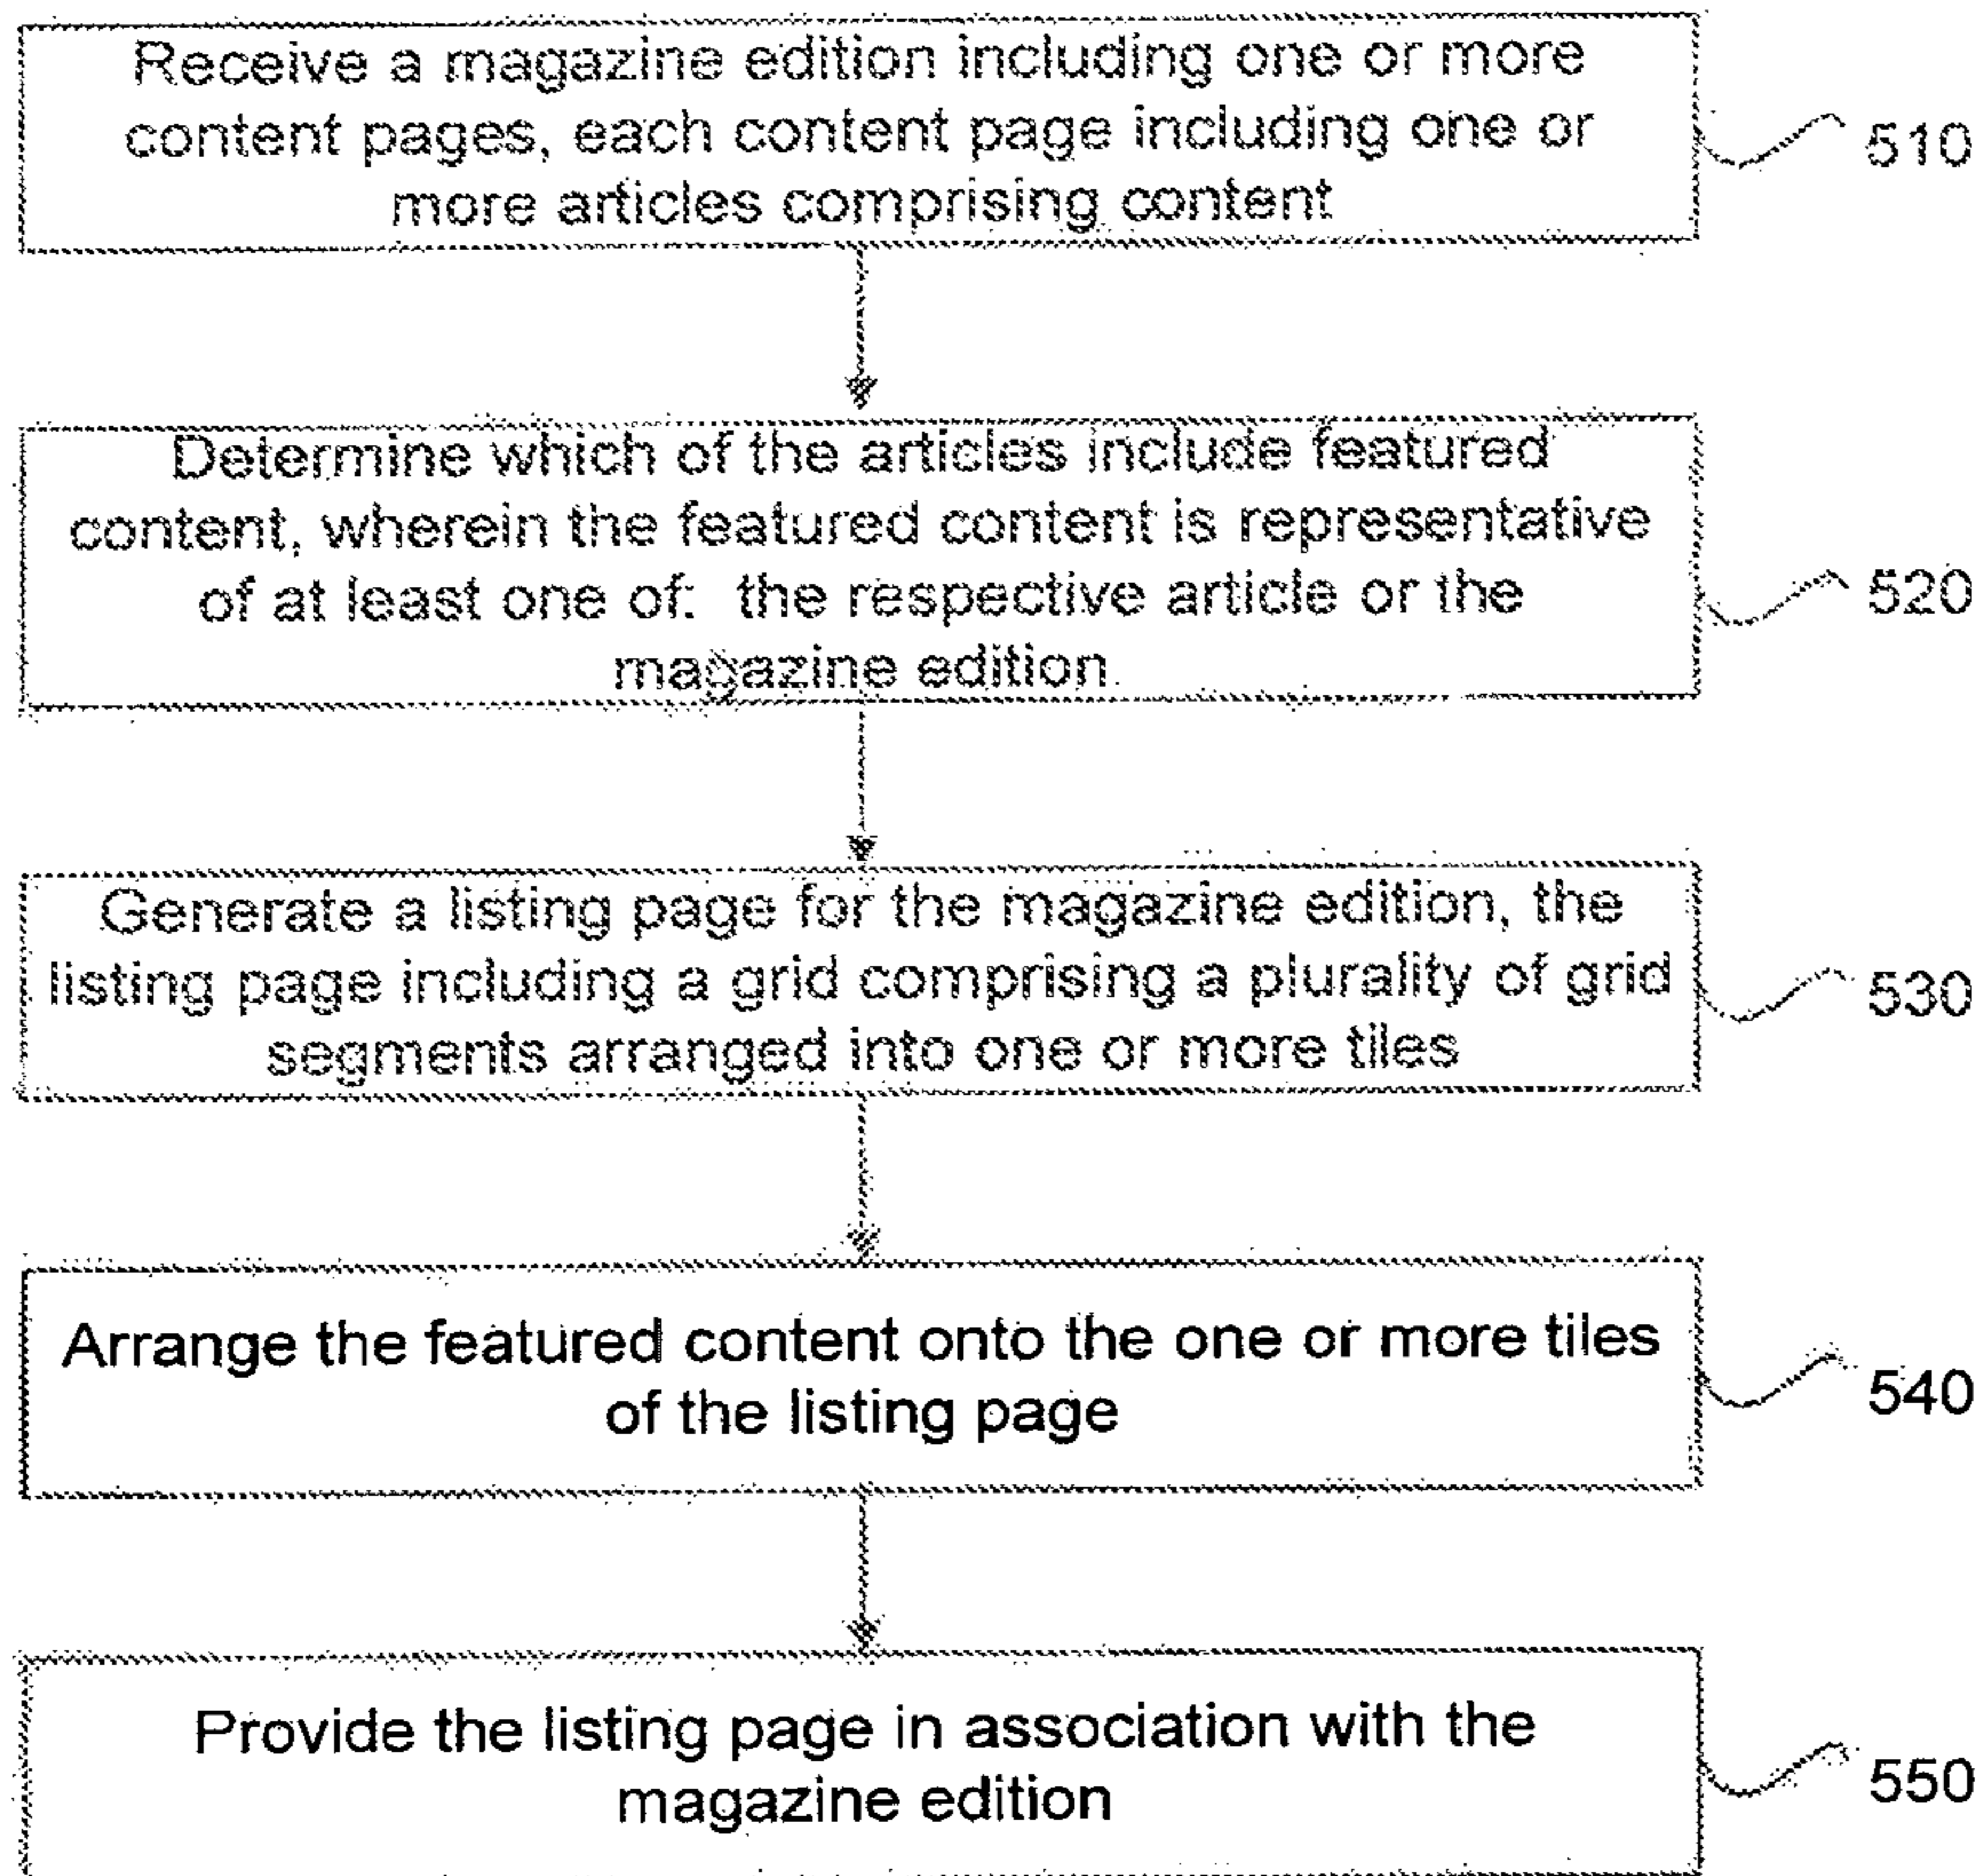 Receive a magazine edition including one or more
content pages, each content page including one or
more articles comprising content
510
Determine which of the articles include featured
content, wherein the featured content is representative
of at least one of: the respective article or the
magazine edition.
520
Generate a listing page for the magazine edition, the
listing page including a grid comprising a plurality of grid
segments arranged into one or more tiles
530
Arrange the featured content onto the one or more tiles
of the listing page
540
Provide the listing page in association with the
magazine edition
550